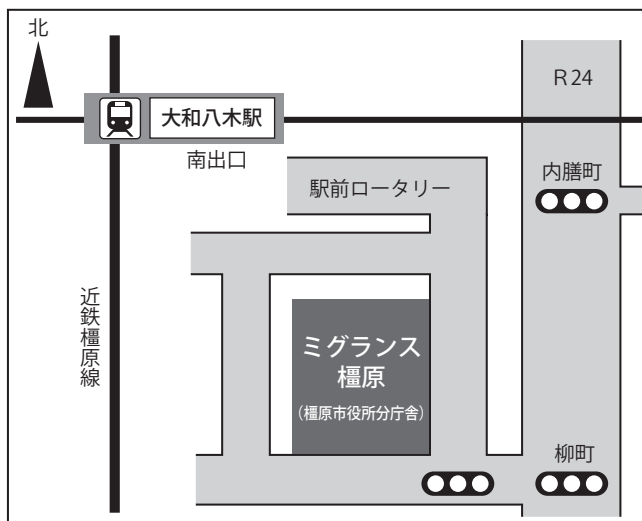 北
R24
大和八木駅
南出口
内膳町
駅前ロータリー
近鉄橿原線
ミグランス
橿原
(橿原市役所分庁舎)
柳町